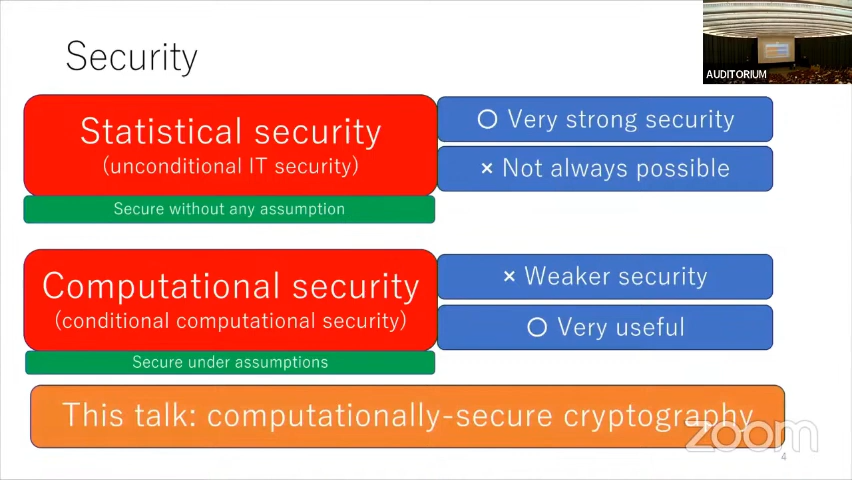 Security
AUDITORIUM
Statistical security
(unconditional IT security)
Secure without any assumption
○ Very strong security
× Not always possible
Computational security
(conditional computational security)
Secure under assumptions
× Weaker security
○ Very useful
This talk: computationally-secure cryptography
zoom
4